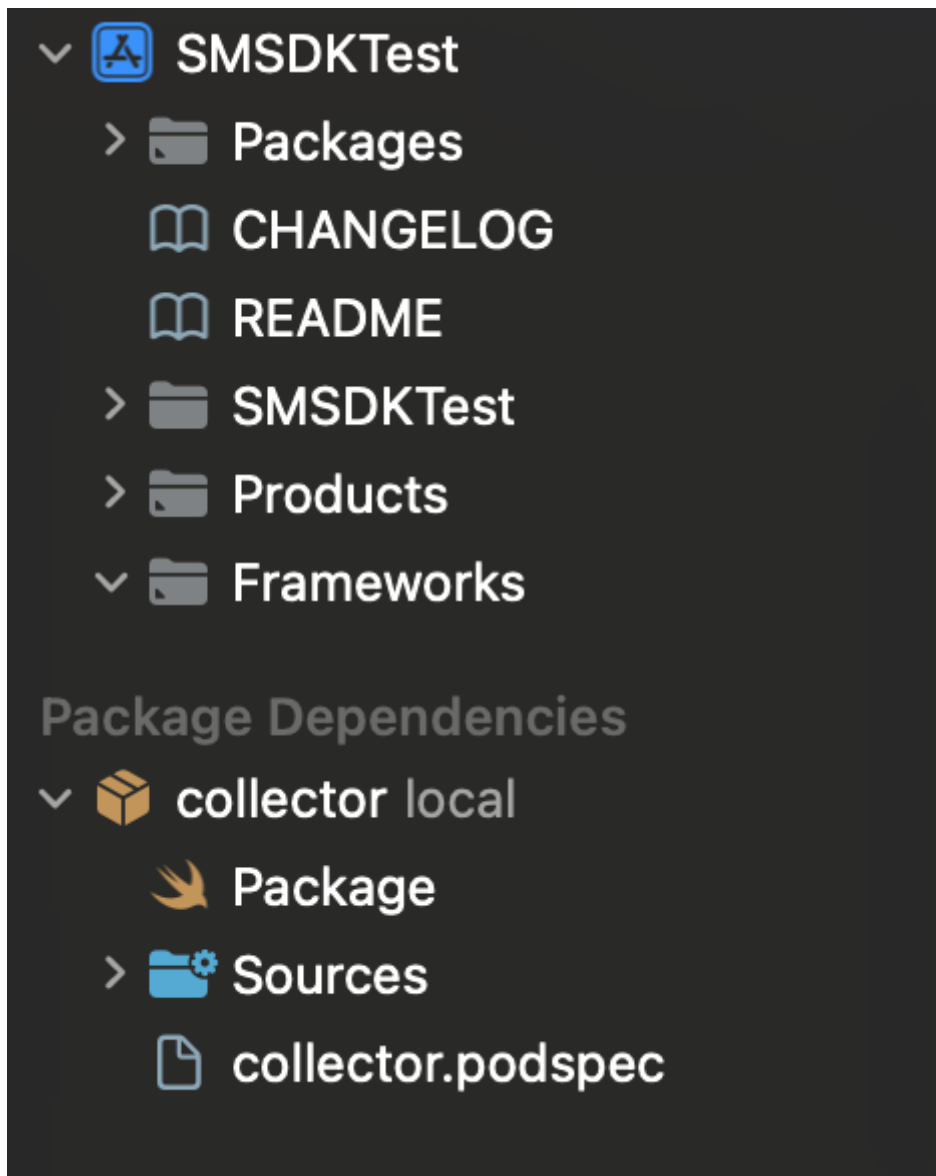 SMSDKTest
Packages
CHANGELOG
README
SMSDKTest
Products
Frameworks
Package Dependencies
collector local
Package
Sources
collector.podspec